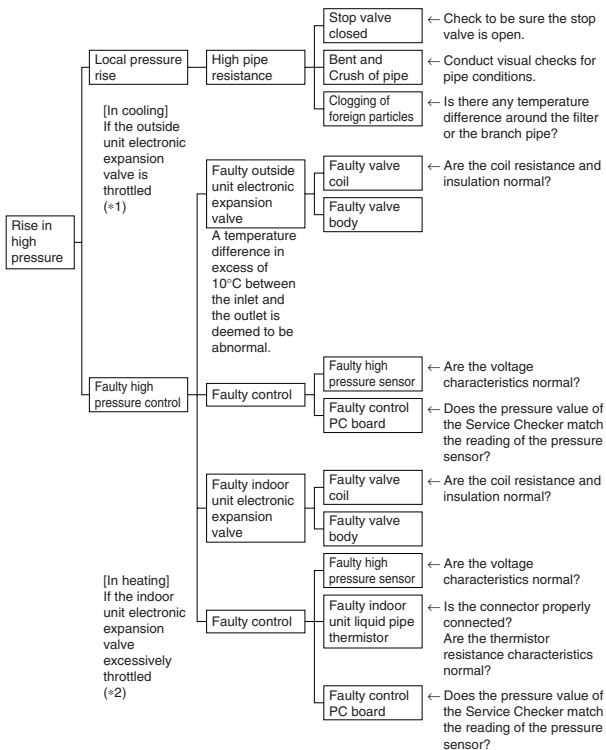 Rise in
high
pressure
Local pressure
rise
High pipe
resistance
Stop valve
closed
← Check to be sure the stop
valve is open.
Bent and
Crush of pipe
← Conduct visual checks for
pipe conditions.
Clogging of
foreign particles
← Is there any temperature
difference around the filter
or the branch pipe?
[In cooling]
If the outside
unit electronic
expansion
valve is
throttled
(*1)
Faulty high
pressure control
Faulty outside
unit electronic
expansion
valve
A temperature
difference in
excess of
10°C between
the inlet and
the outlet is
deemed to be
abnormal.
Faulty valve
coil
← Are the coil resistance and
insulation normal?
Faulty valve
body
Faulty control
Faulty high
pressure sensor
← Are the voltage
characteristics normal?
Faulty control
PC board
← Does the pressure value of
the Service Checker match
the reading of the pressure
sensor?
[In heating]
If the indoor
unit electronic
expansion
valve
excessively
throttled
(*2)
Faulty indoor
unit electronic
expansion
valve
Faulty valve
coil
← Are the coil resistance and
insulation normal?
Faulty valve
body
Faulty control
Faulty high
pressure sensor
← Are the voltage
characteristics normal?
Faulty indoor
unit liquid pipe
thermistor
← Is the connector properly
connected?
Are the thermistor
resistance characteristics
normal?
Faulty control
PC board
← Does the pressure value of
the Service Checker match
the reading of the pressure
sensor?